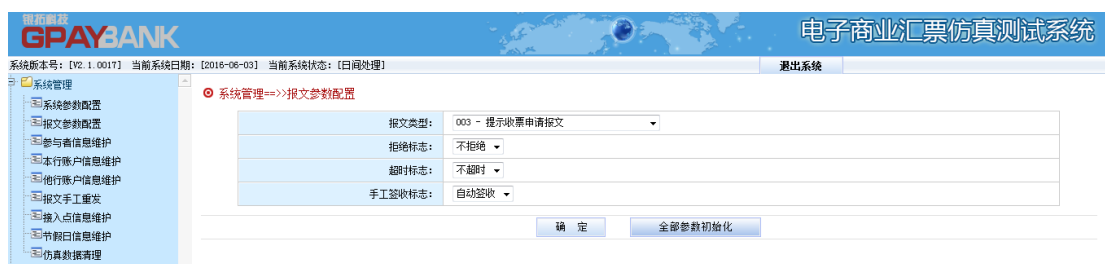 银拓科技
GPAYBANK
电子商业汇票仿真测试系统
系统版本号: [V2.1.0017] 当前系统日期: [2016-06-03] 当前系统状态: [日间处理]
退出系统
系统管理
系统参数配置
报文参数配置
参与者信息维护
本行账户信息维护
他行账户信息维护
报文手工重发
接入点信息维护
节假日信息维护
仿真数据清理
系统管理==>>报文参数配置
报文类型: 003 - 提示收票申请报文
拒绝标志: 不拒绝
超时标志: 不超时
手工签收标志: 自动签收
确 定 全部参数初始化